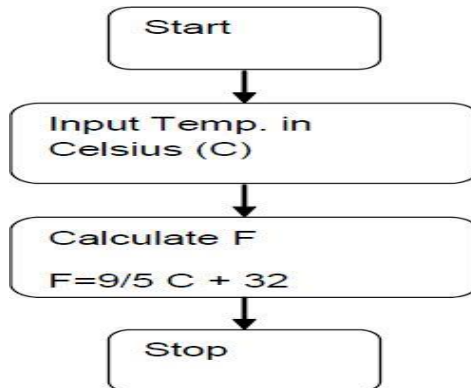 Start
Input Temp. in
Celsius (C)
Calculate F
F=9/5 C + 32
Stop